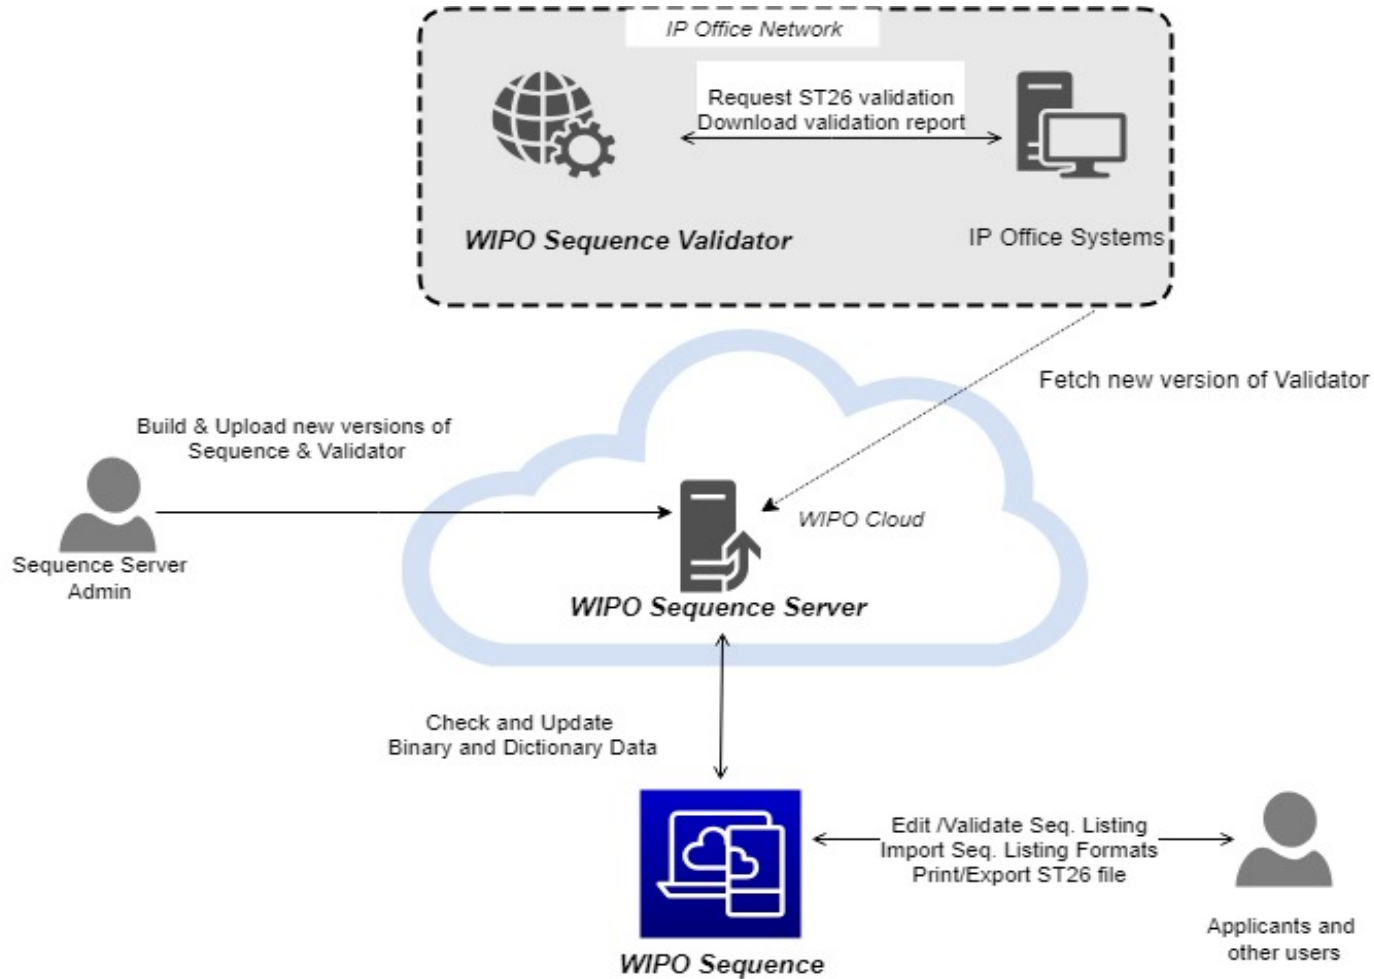 IP Office Network
Request ST26 validation
Download validation report
WIPO Sequence Validator
IP Office Systems
Fetch new version of Validator
Build & Upload new versions of
Sequence & Validator
WIPO Cloud
Sequence Server
Admin
WIPO Sequence Server
Check and Update
Binary and Dictionary Data
Edit /Validate Seq. Listing
Import Seq. Listing Formats
Print/Export ST26 file
Applicants and
other users
WIPO Sequence